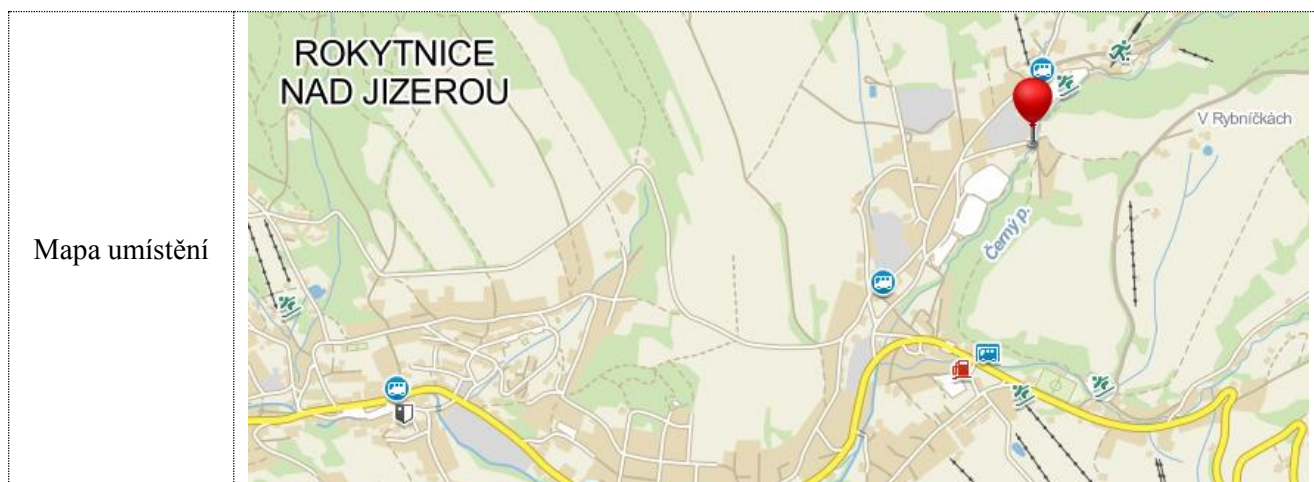 Mapa umístění
ROKYTNICE
NAD JIZEROU
V Rybníčkách
Černý p.